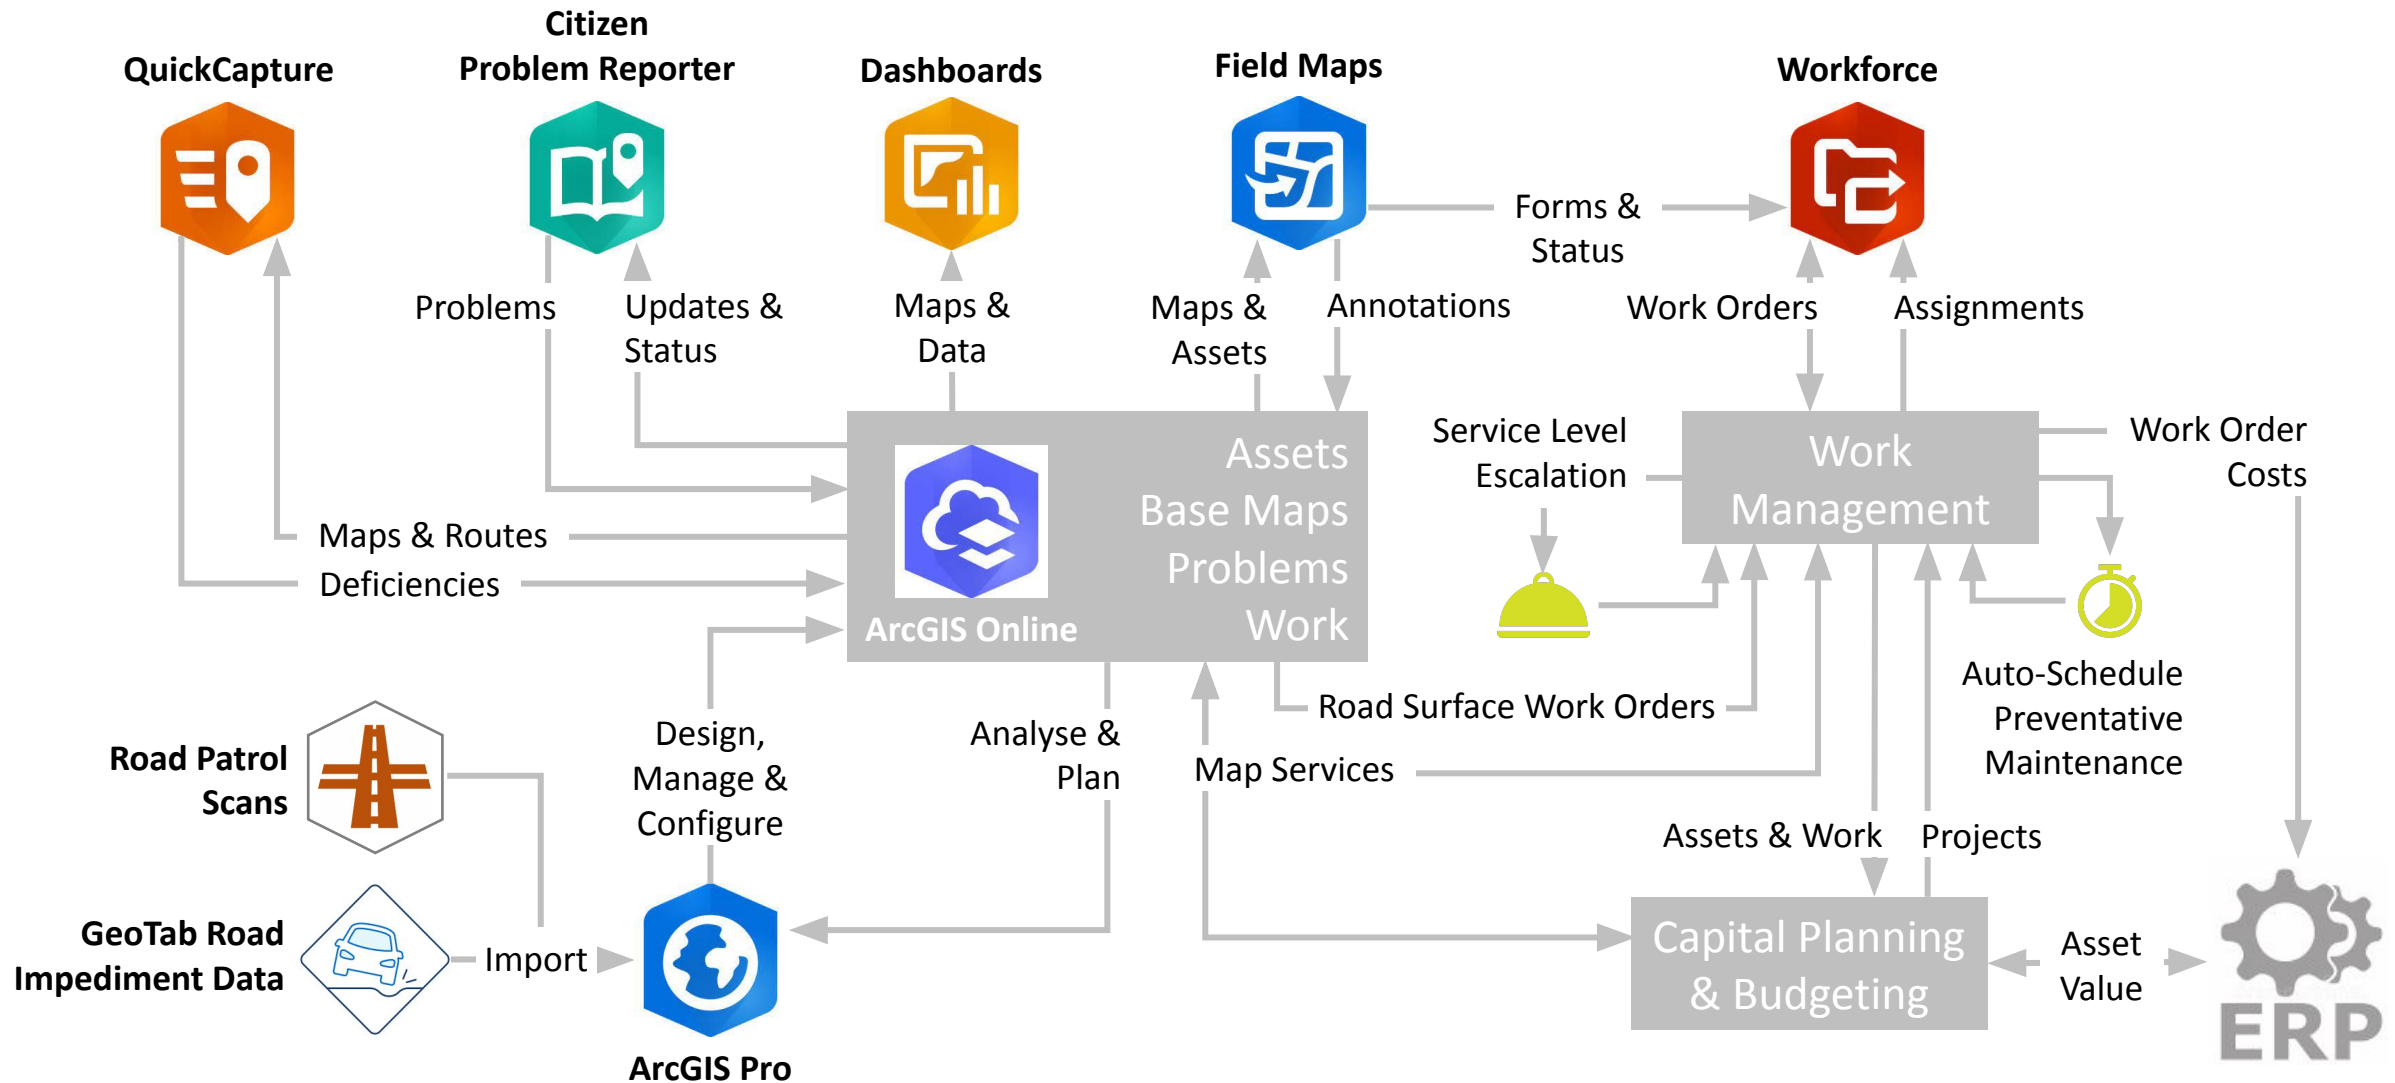 Citizen
QuickCapture
Problem Reporter
Dashboards
Field Maps
Workforce
Forms &
Status
Problems
Updates &
Status
Maps &
Data
Maps &
Assets
Annotations
Work Orders
Assignments
Service Level
Escalation
Work
Management
Work Order
Costs
Assets
Base Maps
Problems
Work
ArcGIS Online
Maps & Routes
Deficiencies
Auto-Schedule
Preventative
Maintenance
Road Surface Work Orders
Map Services
Design,
Manage &
Configure
Analyse &
Plan
Road Patrol
Scans
Assets & Work
Projects
GeoTab Road
Impediment Data
Import
Capital Planning
& Budgeting
Asset
Value
ERP
ArcGIS Pro